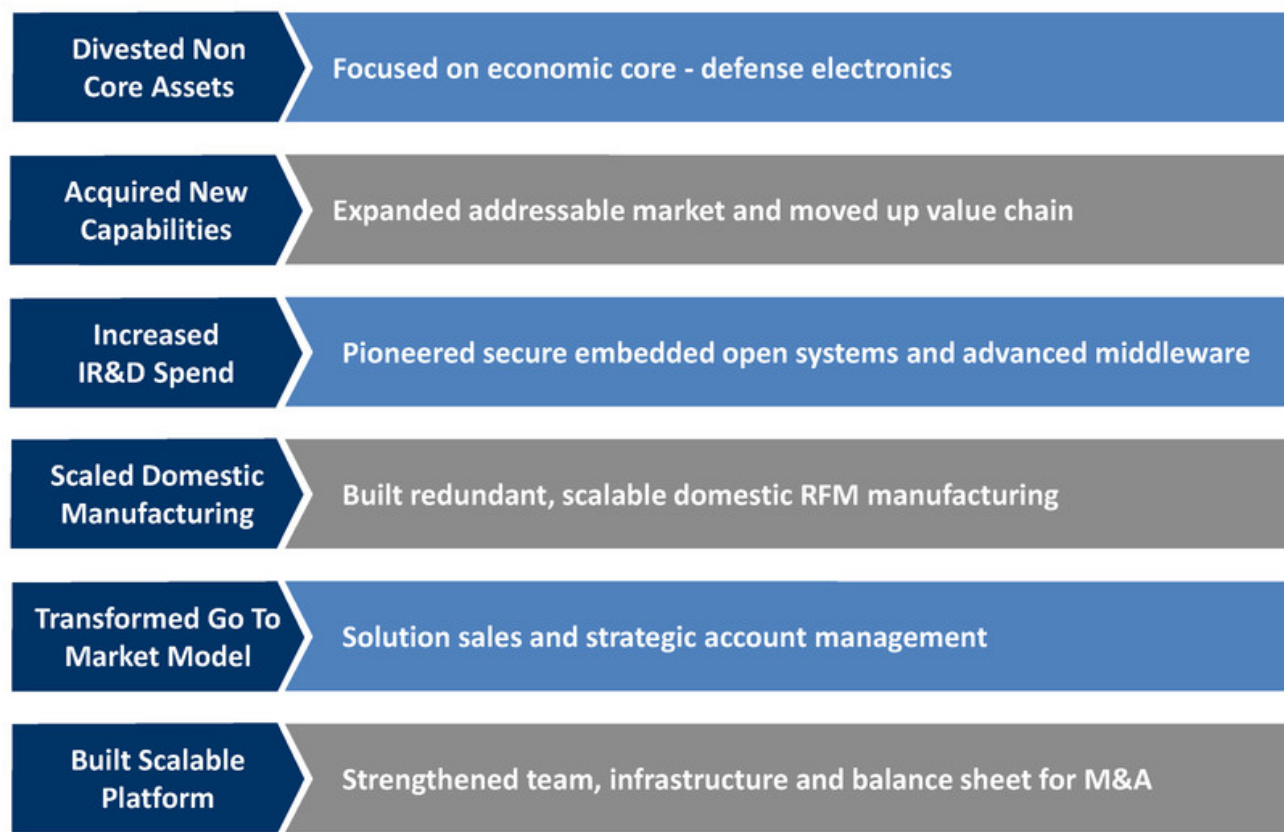 Divested Non
Core Assets
Focused on economic core - defense electronics
Acquired New
Capabilities
Expanded addressable market and moved up value chain
Increased
IR&D Spend
Pioneered secure embedded open systems and advanced middleware
Scaled Domestic
Manufacturing
Built redundant, scalable domestic RFM manufacturing
Transformed Go To
Market Model
Solution sales and strategic account management
Built Scalable
Platform
Strengthened team, infrastructure and balance sheet for M&A